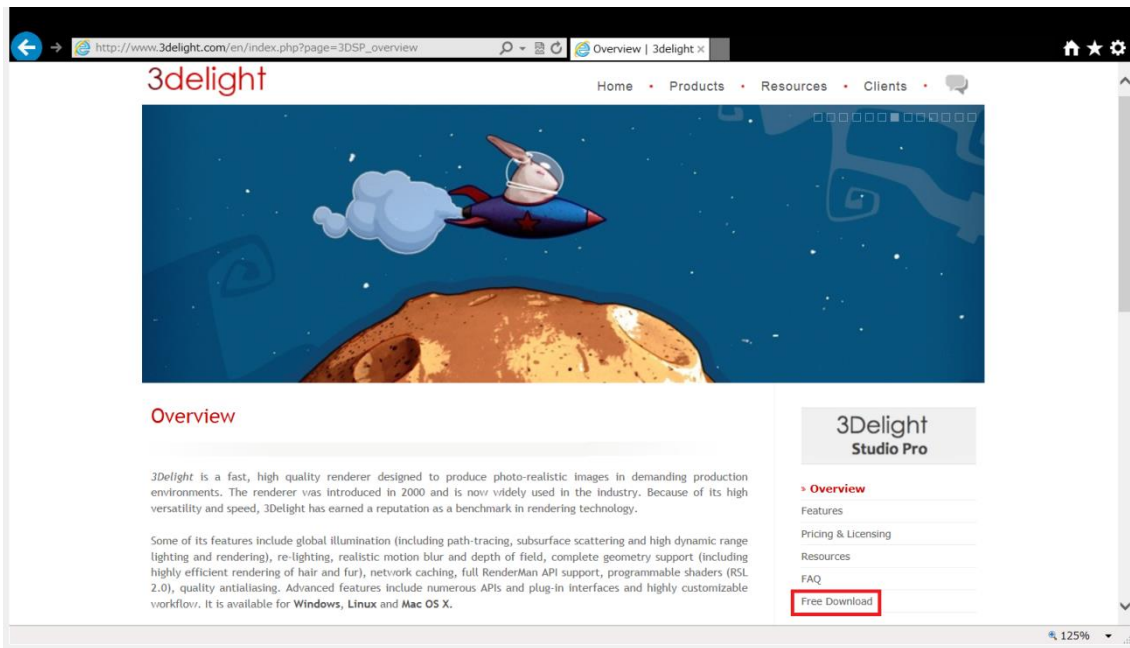 http://www.3delight.com/en/index.php?page=3DSP_overview
Overview | 3delight ×
3delight
Home • Products • Resources • Clients •
Overview
3Delight is a fast, high quality renderer designed to produce photo-realistic images in demanding production
environments. The renderer was introduced in 2000 and is now widely used in the industry. Because of its high
versatility and speed, 3Delight has earned a reputation as a benchmark in rendering technology.
Some of its features include global illumination (including path-tracing, subsurface scattering and high dynamic range
lighting and rendering), re-lighting, realistic motion blur and depth of field, complete geometry support (including
highly efficient rendering of hair and fur), network caching, full RenderMan API support, programmable shaders (RSL
2.0), quality antialiasing. Advanced features include numerous APIs and plug-in interfaces and highly customizable
workflow. It is available for Windows, Linux and Mac OS X.
3Delight
Studio Pro
» Overview
Features
Pricing & Licensing
Resources
FAQ
Free Download
125%